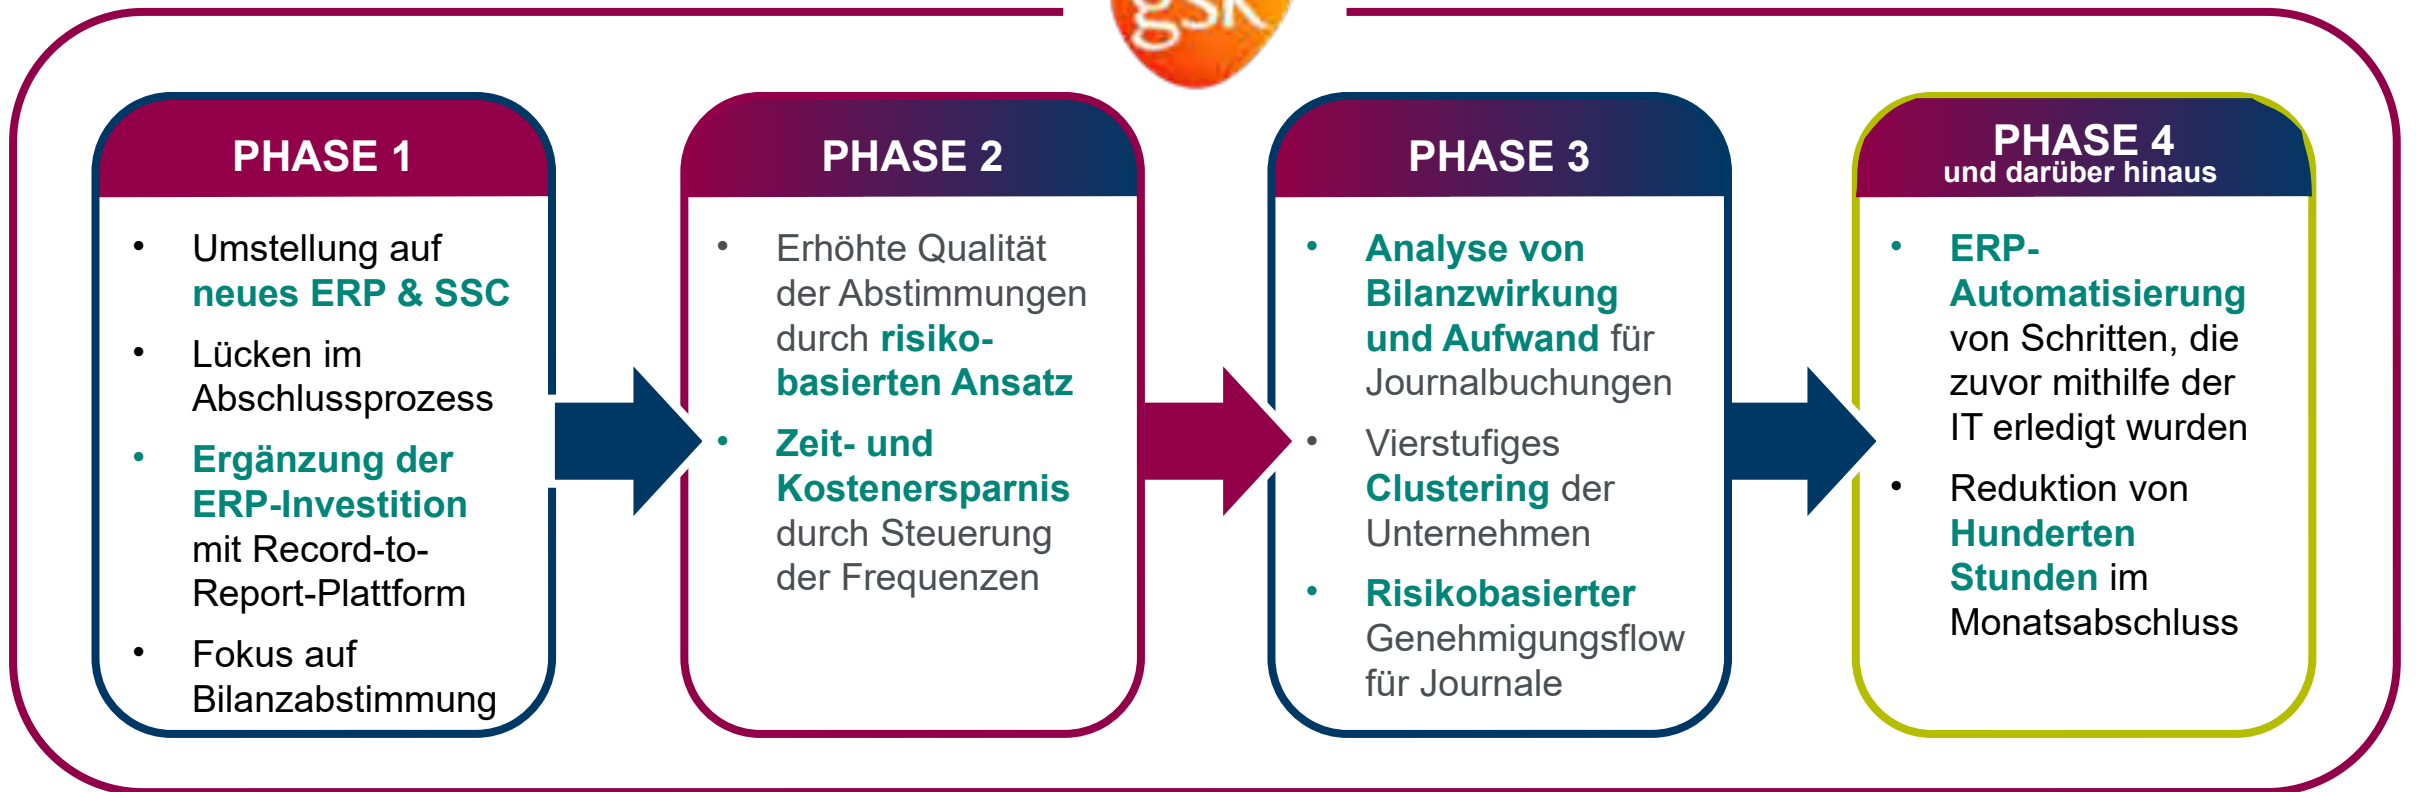 gsk
PHASE 1
• Umstellung auf
neues ERP & SSC
• Lücken im
Abschlussprozess
• Ergänzung der
ERP-Investition
mit Record-to-
Report-Plattform
• Fokus auf
Bilanzabstimmung
PHASE 2
• Erhöhte Qualität
der Abstimmungen
durch risiko-
basierten Ansatz
• Zeit- und
Kostenersparnis
durch Steuerung
der Frequenzen
PHASE 3
• Analyse von
Bilanzwirkung
und Aufwand für
Journalbuchungen
• Vierstufiges
Clustering der
Unternehmen
• Risikobasierter
Genehmigungsflow
für Journale
PHASE 4
und darüber hinaus
• ERP-
Automatisierung
von Schritten, die
zuvor mithilfe der
IT erledigt wurden
• Reduktion von
Hunderten
Stunden im
Monatsabschluss